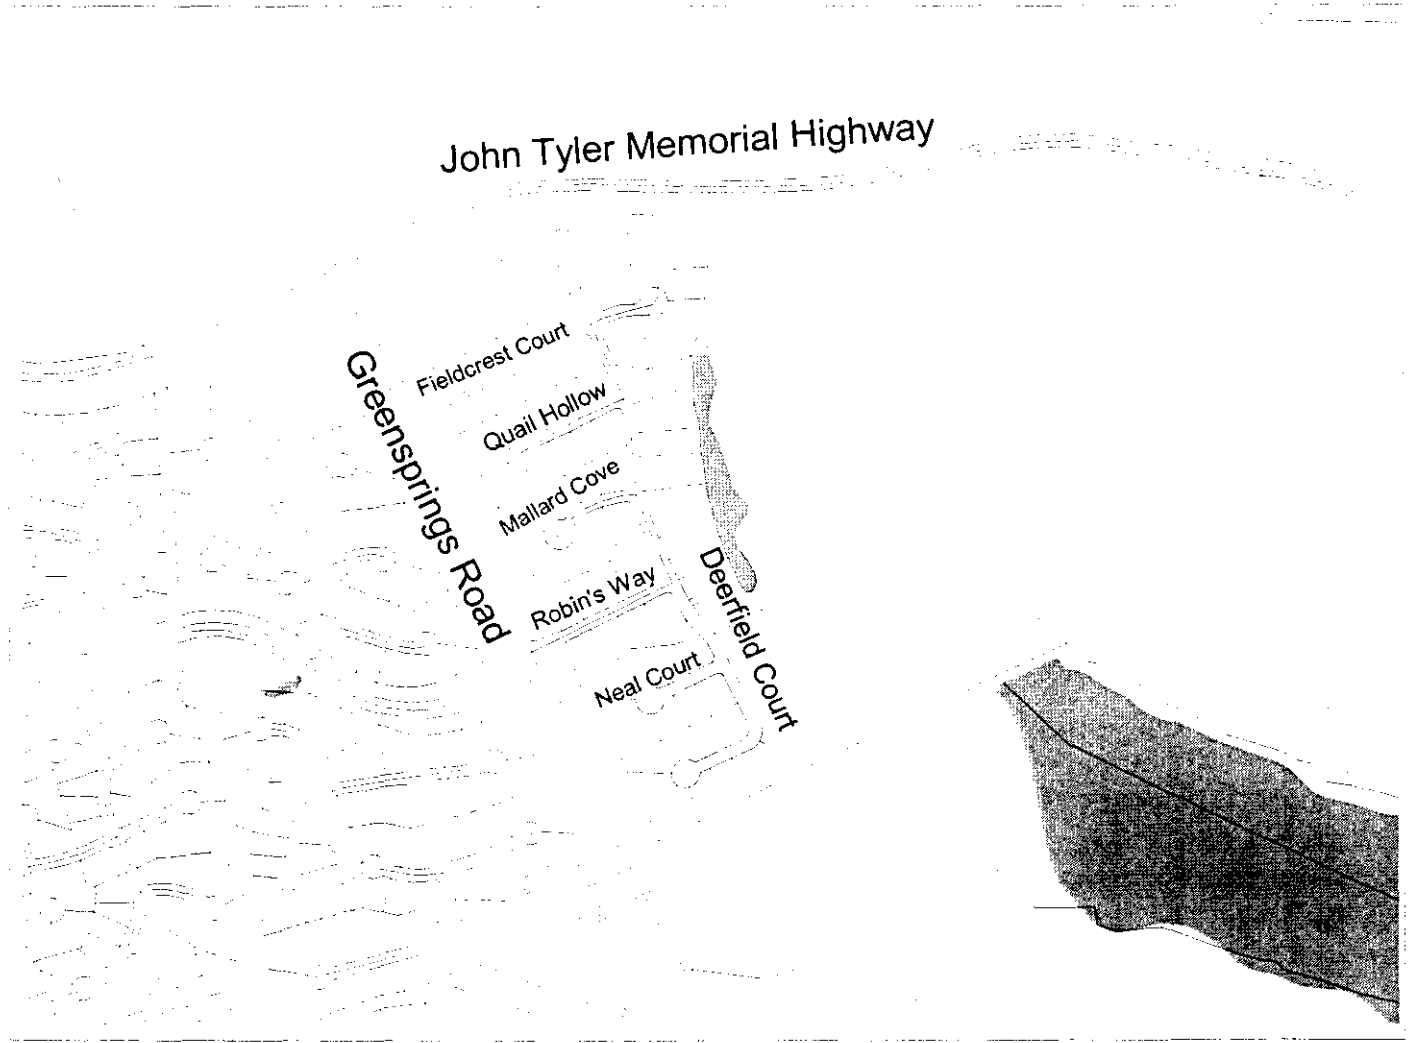 John Tyler Memorial Highway
Fieldcrest Court
Greensprings Road
Quail Hollow
Mallard Cove
Robin's Way
Deerfield Court
Neal Court